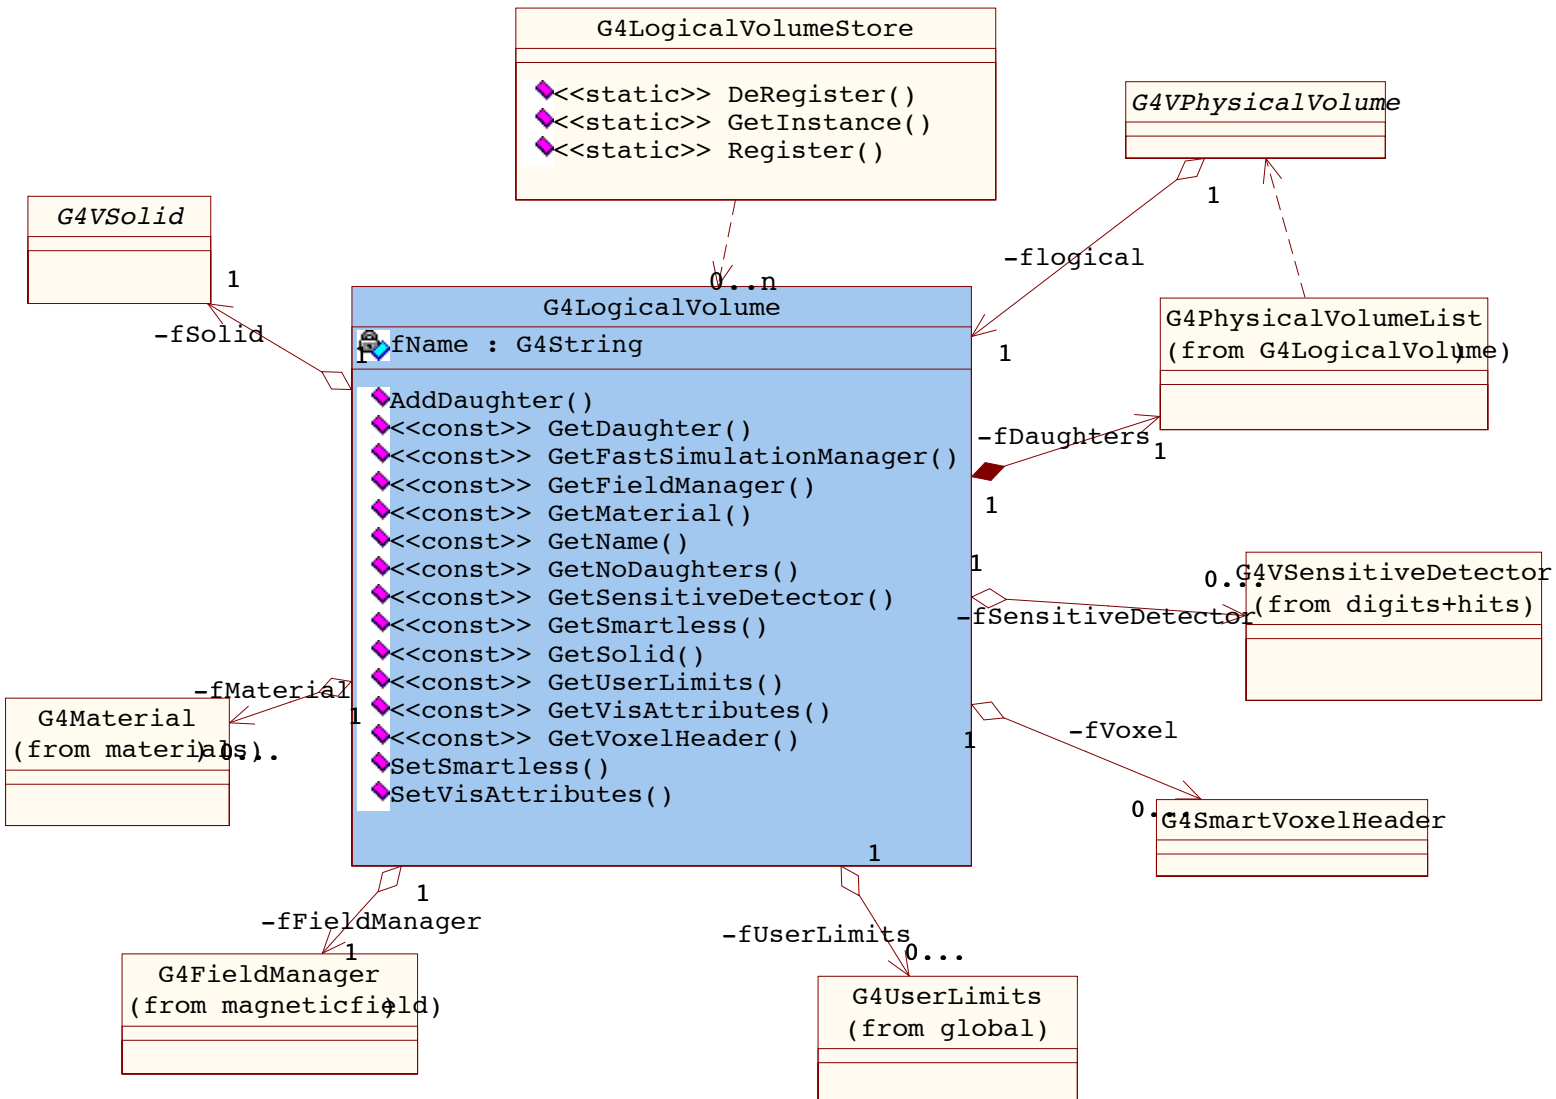 G4LogicalVolumeStore
<<static>> DeRegister()
<<static>> GetInstance()
<<static>> Register()
G4VPhysicalVolume
1
G4VSolid
1
-fSolid
1
-flogical
1
0..n
G4LogicalVolume
fName : G4String
AddDaughter()
<<const>> GetDaughter()
<<const>> GetFastSimulationManager()
<<const>> GetFieldManager()
<<const>> GetMaterial()
<<const>> GetName()
<<const>> GetNoDaughters()
<<const>> GetSensitiveDetector()
<<const>> GetSmartless()
<<const>> GetSolid()
<<const>> GetUserLimits()
<<const>> GetVisAttributes()
<<const>> GetVoxelHeader()
SetSmartless()
SetVisAttributes()
G4PhysicalVolumeList
(from G4LogicalVolume)
-fDaughters
1
1
1
0...
G4VSensitiveDetector
(from digits+hits)
-fSensitiveDetector
-fMaterial
1
G4Material
(from materials)
0...
1
-fVoxel
0...
G4SmartVoxelHeader
1
-fFieldManager
1
G4FieldManager
(from magneticfield)
1
-fUserLimits
0...
G4UserLimits
(from global)